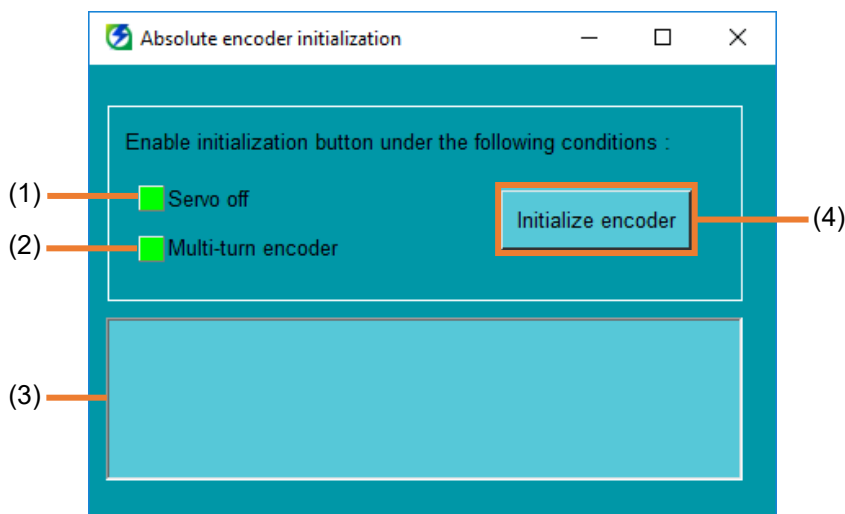 Absolute encoder initialization
Enable initialization button under the following conditions :
(1)
Servo off
Initialize encoder
(4)
(2)
Multi-turn encoder
(3)